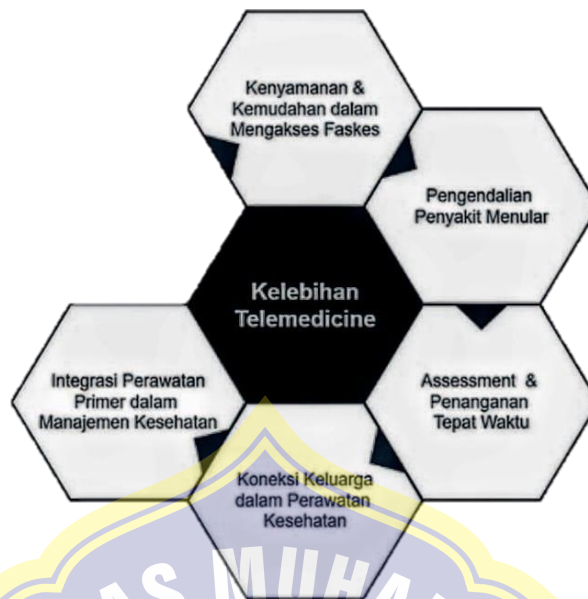 Kenyamanan &
Kemudahan dalam
Mengakses Faskes
Pengendalian
Penyakit Menular
Kelebihan
Telemedicine
Assessment &
Penanganan
Tepat Waktu
Integrasi Perawatan
Primer dalam
Manajemen Kesehatan
Koneksi Keluarga
dalam Perawatan
Kesehatan